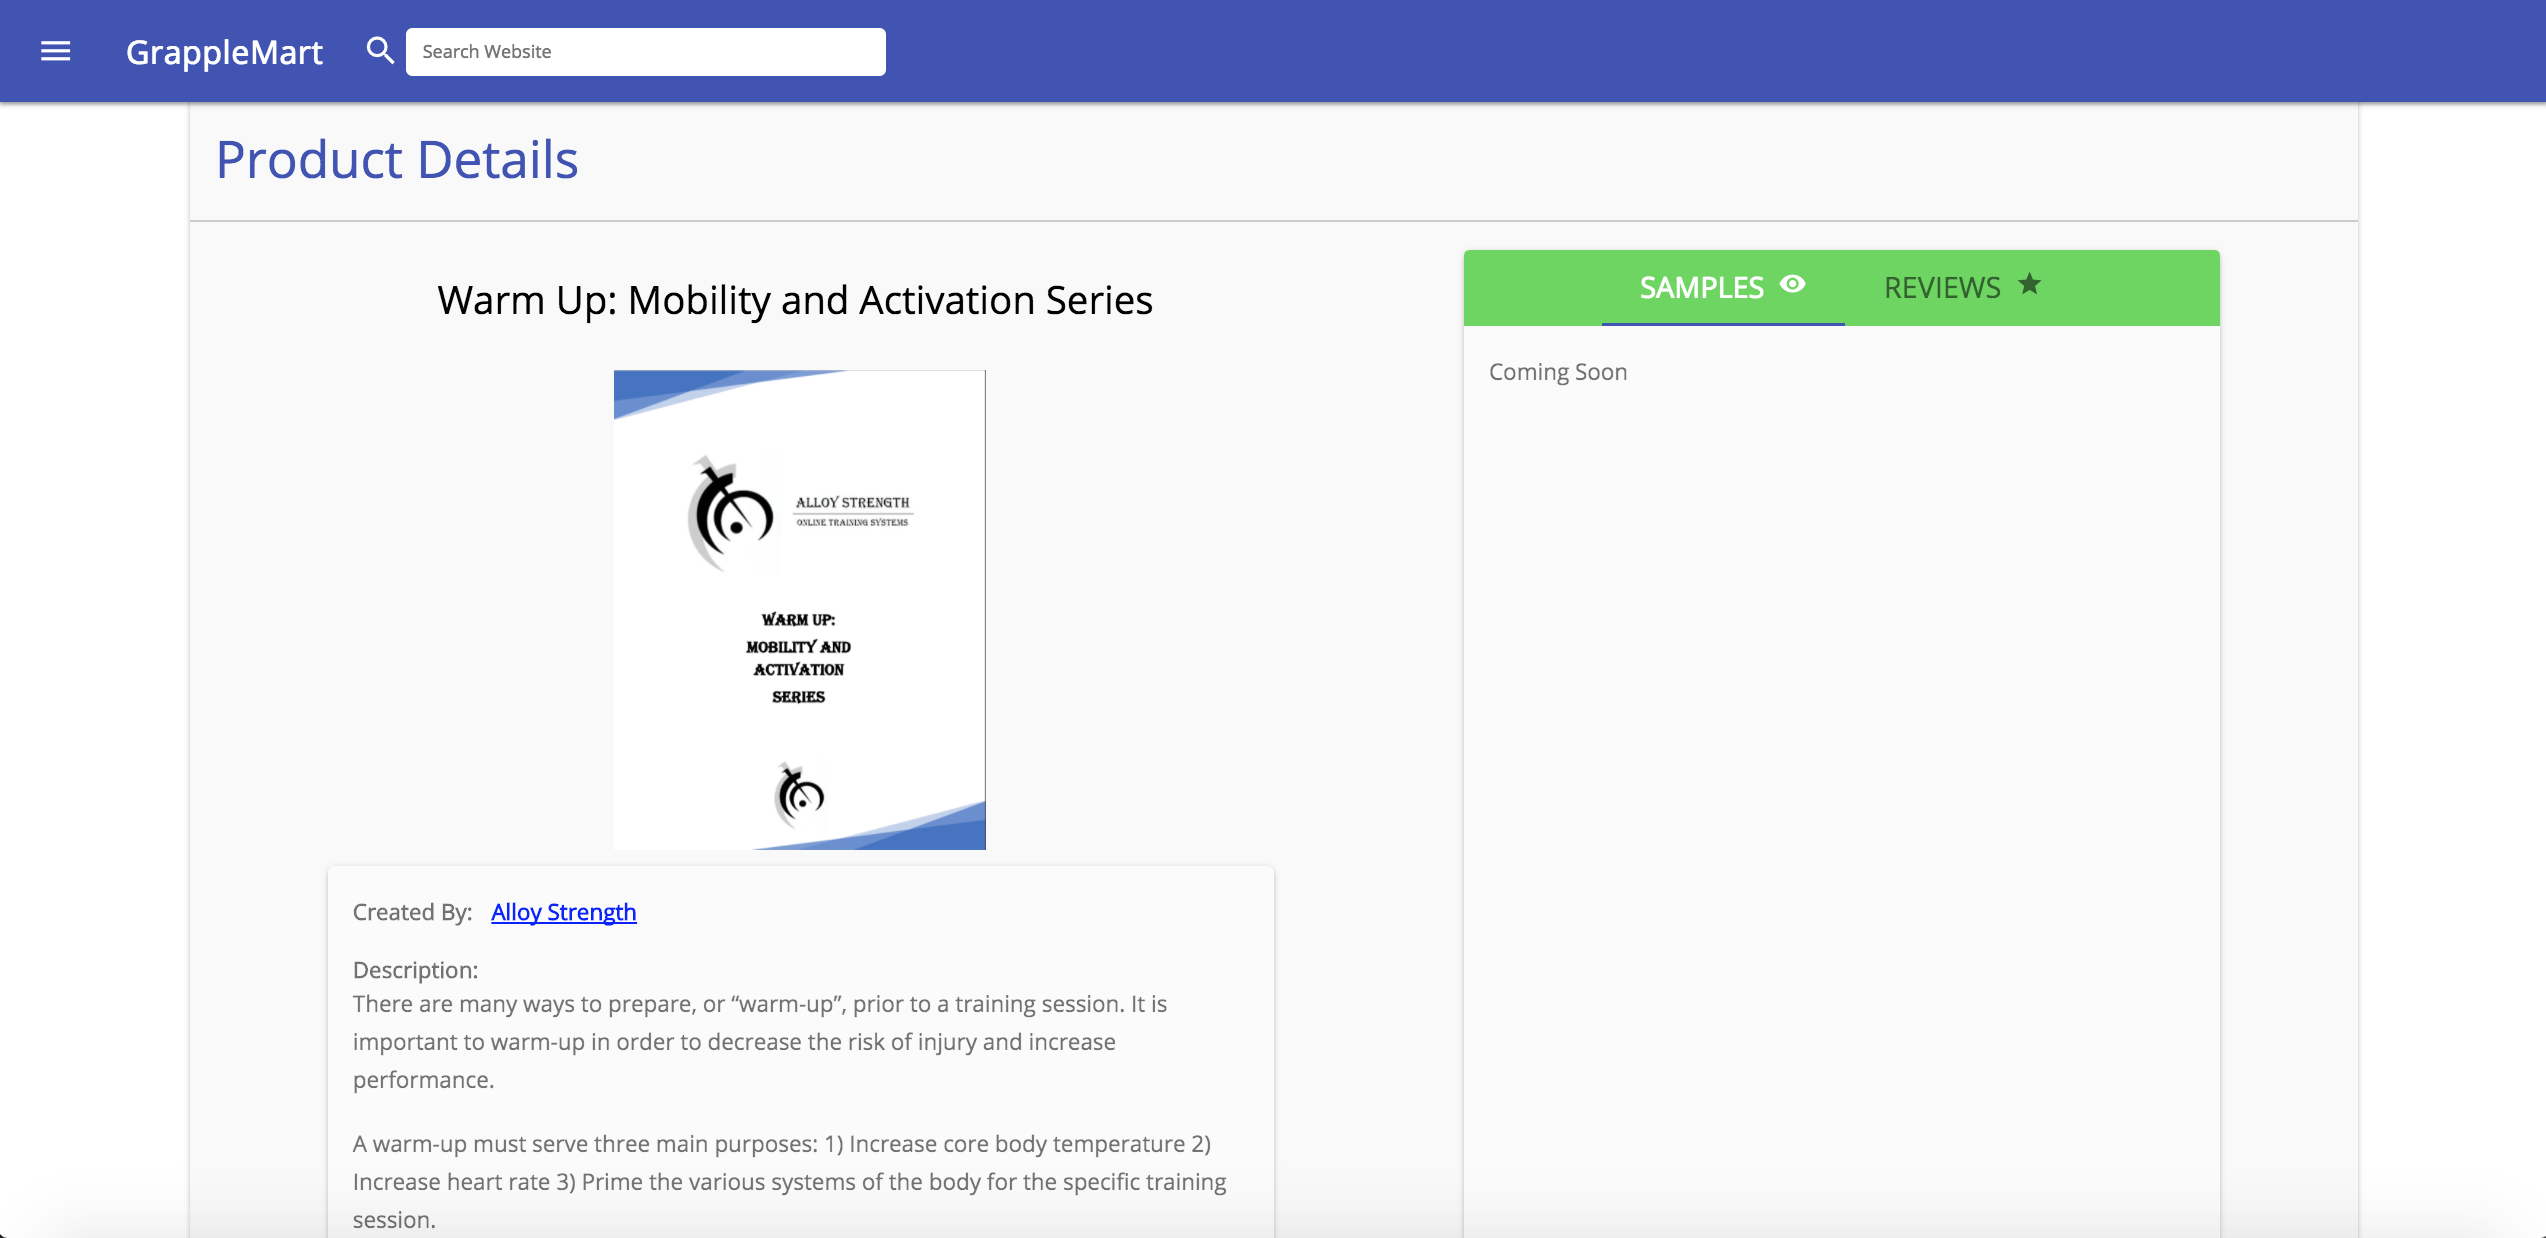 GrappleMart
Search Website
Product Details
Warm Up: Mobility and Activation Series
ALLOY STRENGTH
ONLINE TRAINING SYSTEMS
WARM UP:
MOBILITY AND
ACTIVATION
SERIES
Created By: Alloy Strength
Description:
There are many ways to prepare, or “warm-up”, prior to a training session. It is
important to warm-up in order to decrease the risk of injury and increase
performance.
A warm-up must serve three main purposes: 1) Increase core body temperature 2)
Increase heart rate 3) Prime the various systems of the body for the specific training
session.
SAMPLES
REVIEWS
Coming Soon